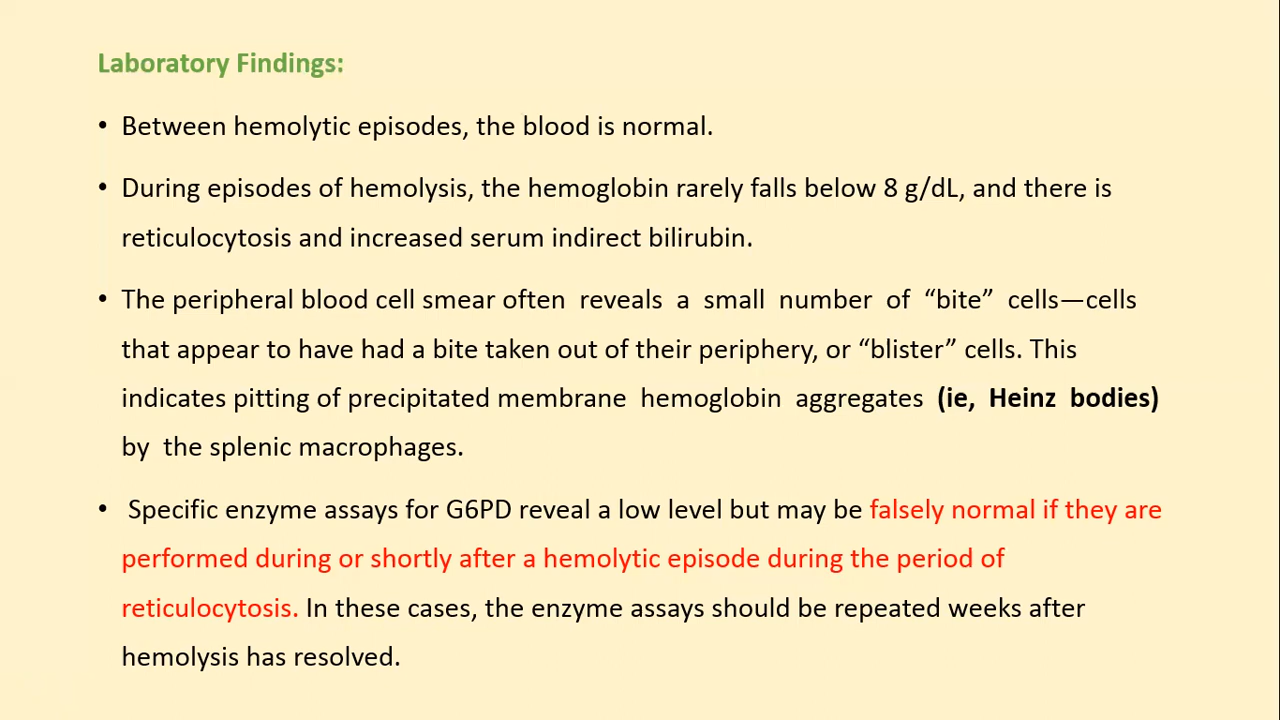 Laboratory Findings:
• Between hemolytic episodes, the blood is normal.
• During episodes of hemolysis, the hemoglobin rarely falls below 8 g/dL, and there is
reticulocytosis and increased serum indirect bilirubin.
• The peripheral blood cell smear often reveals a small number of “bite” cells—cells
that appear to have had a bite taken out of their periphery, or “blister” cells. This
indicates pitting of precipitated membrane hemoglobin aggregates (ie, Heinz bodies)
by the splenic macrophages.
• Specific enzyme assays for G6PD reveal a low level but may be falsely normal if they are
performed during or shortly after a hemolytic episode during the period of
reticulocytosis. In these cases, the enzyme assays should be repeated weeks after
hemolysis has resolved.